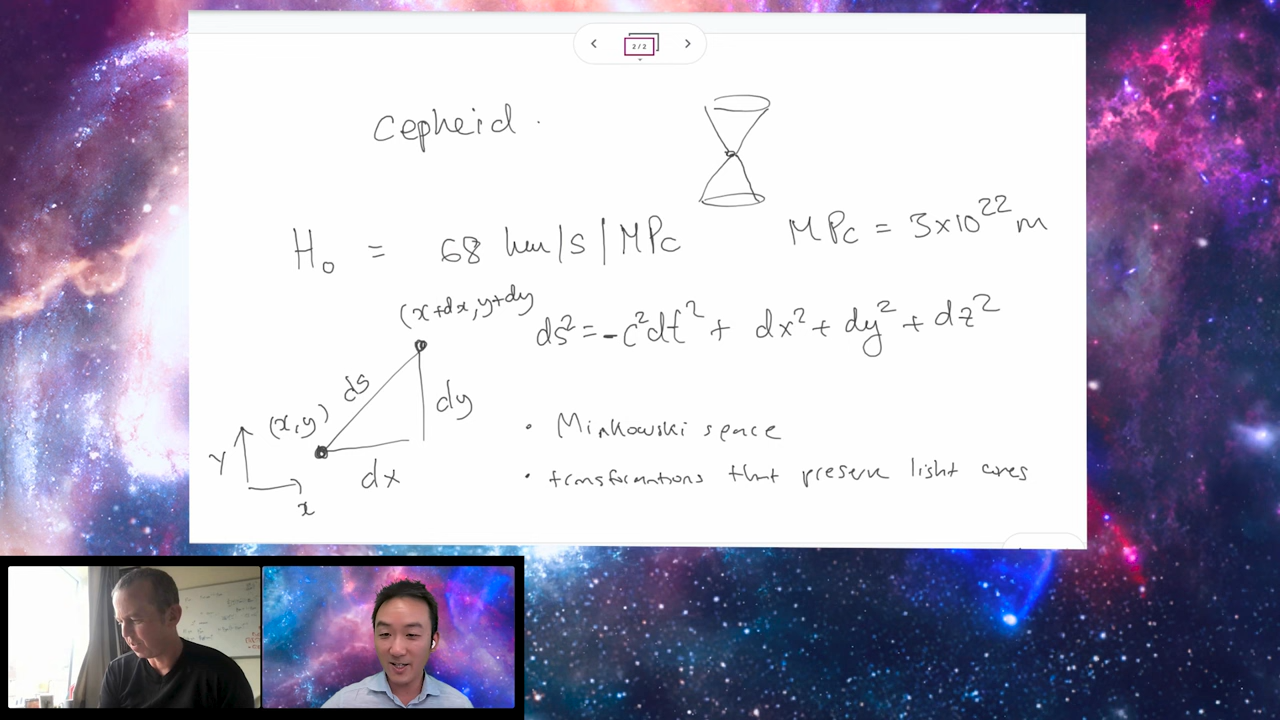 2/2
Cepheid.
H₀ = 68 km/s/MPc
MPc = 3x10²² m
(x+dx, y+dy
ds² = -c²dt² + dx² + dy² + dz²
ds
(x,y)
dy
y
dx
x
• Minkowski space
• transformations that preserve light cones